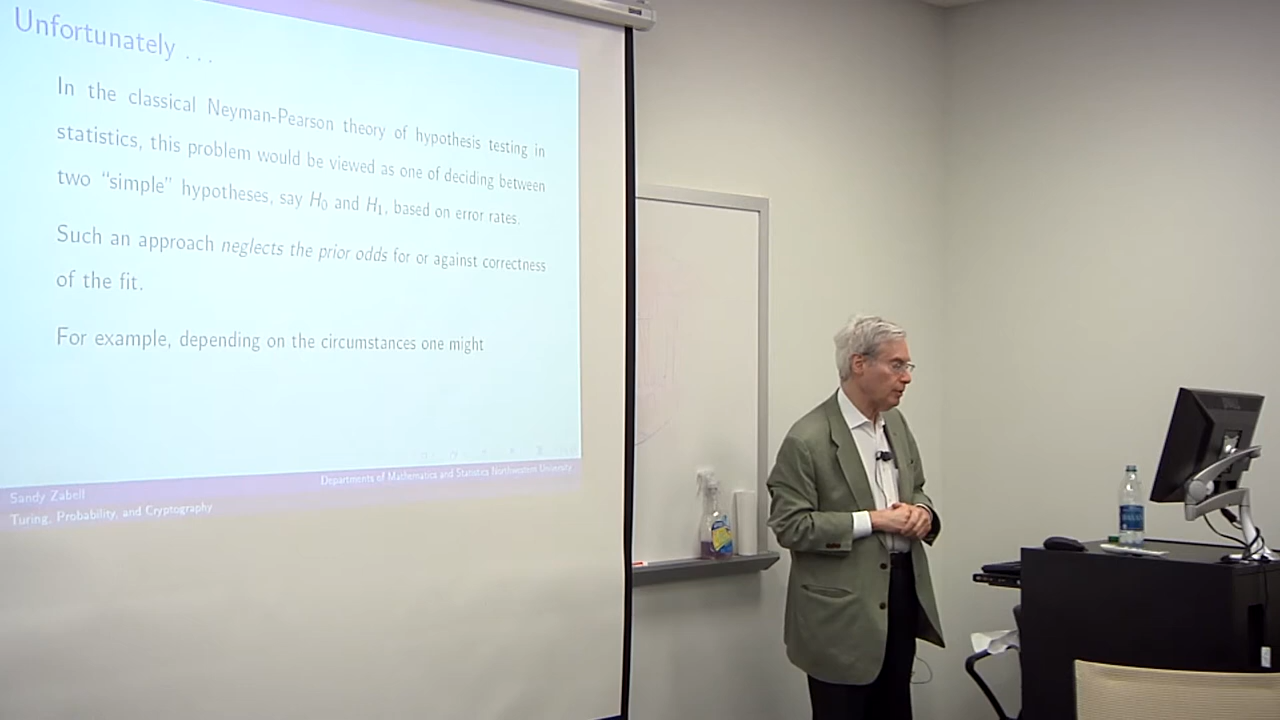 Unfortunately ...
In the classical Neyman-Pearson theory of hypothesis testing in
statistics, this problem would be viewed as one of deciding between
two “simple” hypotheses, say H0 and H1, based on error rates.
Such an approach neglects the prior odds for or against correctness
of the fit.
For example, depending on the circumstances one might
Sandy Zabell
Departments of Mathematics and Statistics Northwestern University
Turing, Probability, and Cryptography